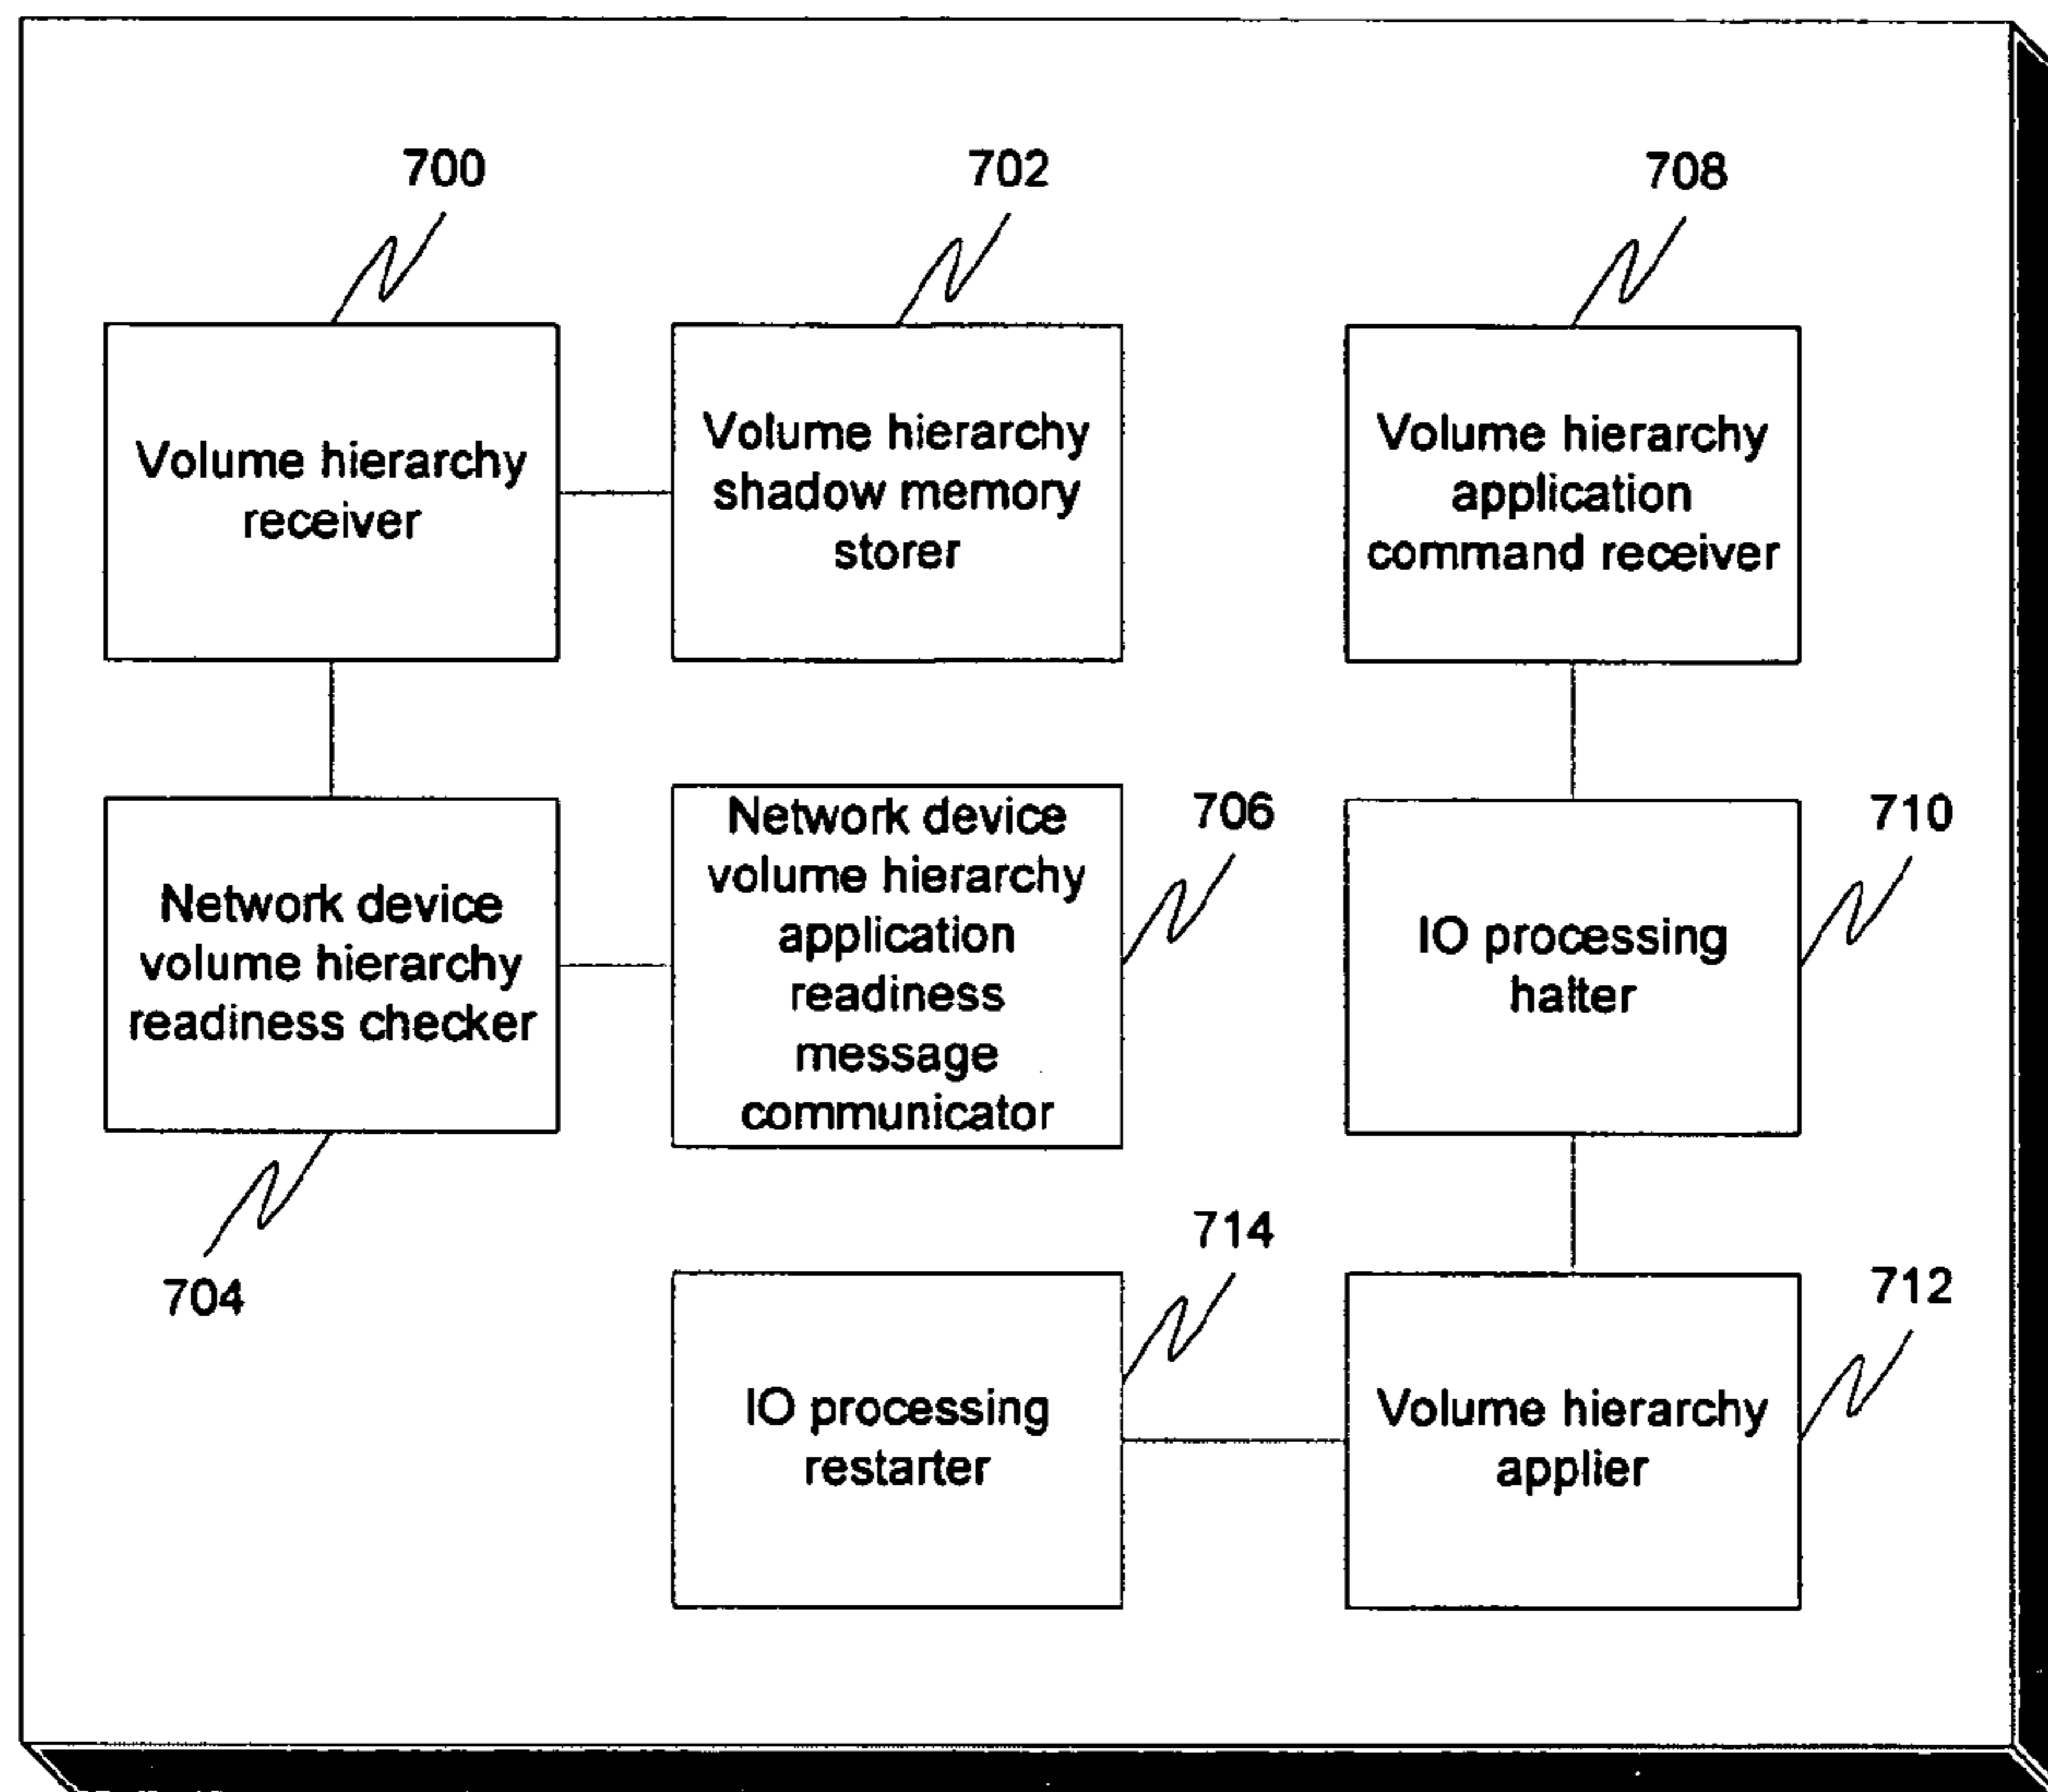 700
702
708
Volume hierarchy
receiver
Volume hierarchy
shadow memory
storer
Volume hierarchy
application
command receiver
Network device
volume hierarchy
readiness checker
704
Network device
volume hierarchy
application
readiness
message
communicator
706
IO processing
halter
710
IO processing
restarter
714
Volume hierarchy
applier
712